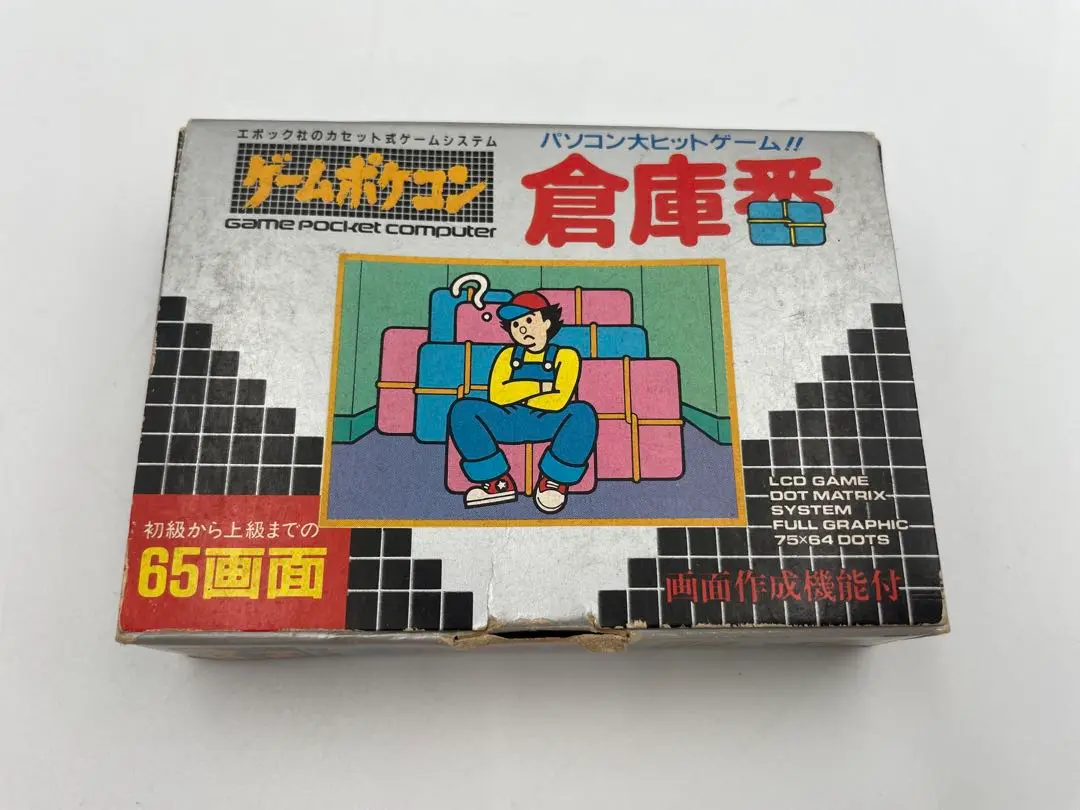 エポック社のカセット式ゲームシステム
ゲームポケコン
Game Pocket Computer
パソコン大ヒットゲーム!!
倉庫番
?
初級から上級までの
65画面
LCD GAME
DOT MATRIX
SYSTEM
FULL GRAPHIC
75×64 DOTS
画面作成機能付